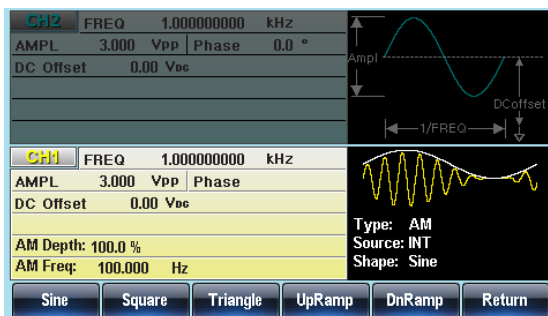 CH2 FREQ 1.000000000 kHz
AMPL 3.000 Vpp Phase 0.0 °
DC Offset 0.00 VDC
Ampl
DCoffset
1/FREQ
CH1 FREQ 1.000000000 kHz
AMPL 3.000 Vpp Phase
DC Offset 0.00 VDC
AM Depth: 100.0 %
AM Freq: 100.000 Hz
Type: AM
Source: INT
Shape: Sine
Sine Square Triangle UpRamp DnRamp Return